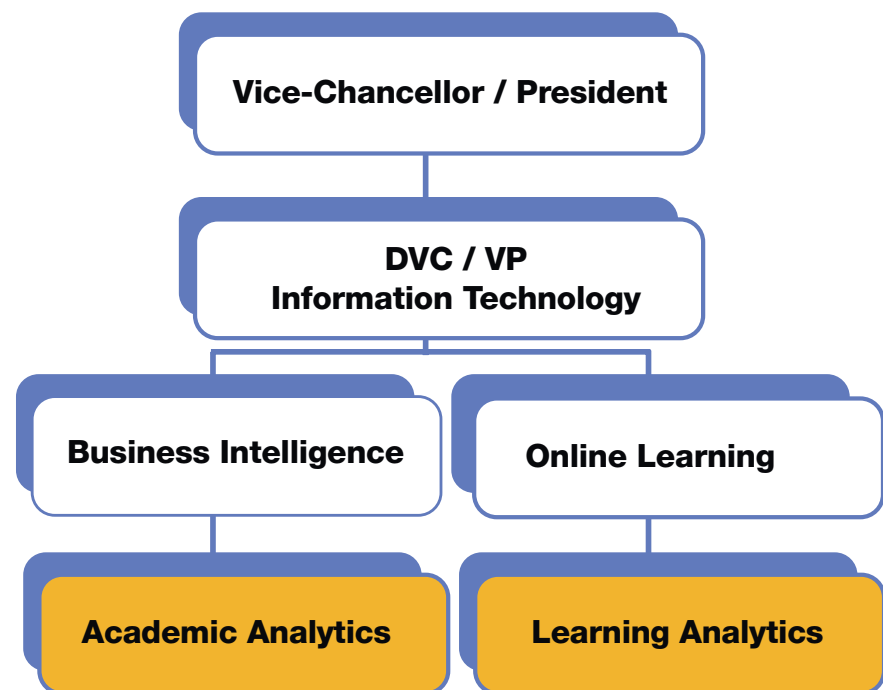 Vice-Chancellor / President
DVC / VP
Information Technology
Business Intelligence
Online Learning
Academic Analytics
Learning Analytics